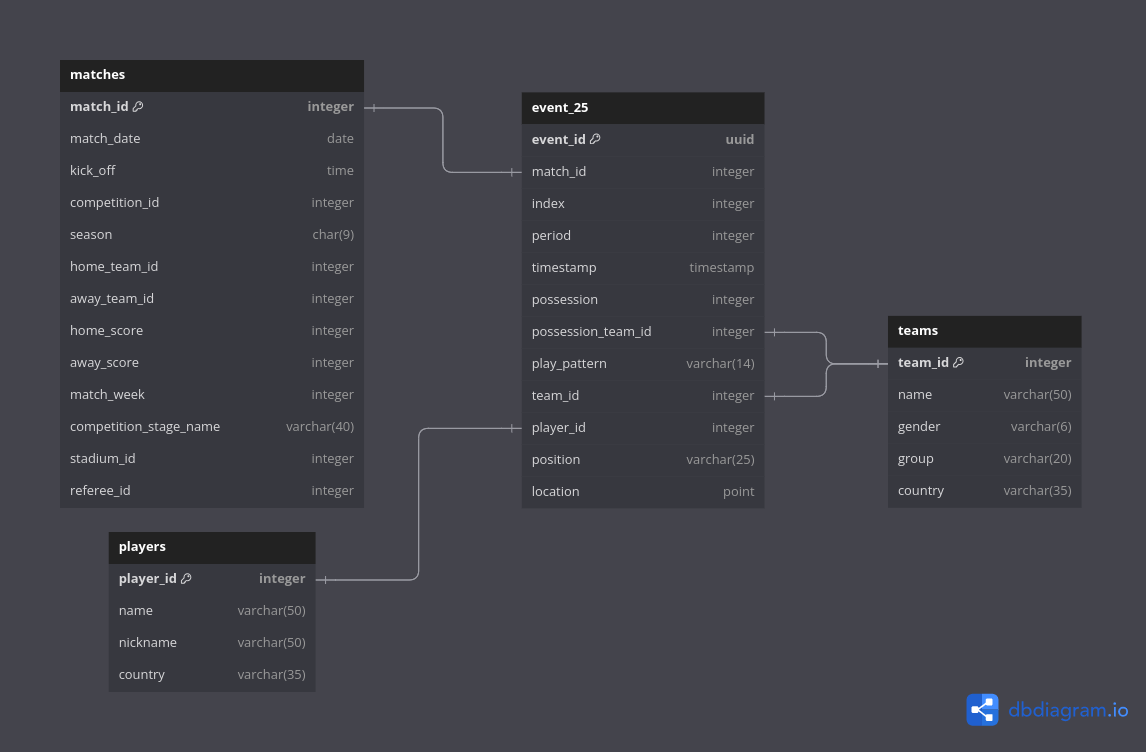 matches
match_id integer
match_date date
kick_off time
competition_id integer
season char(9)
home_team_id integer
away_team_id integer
home_score integer
away_score integer
match_week integer
competition_stage_name varchar(40)
stadium_id integer
referee_id integer
event_25
event_id uuid
match_id integer
index integer
period integer
timestamp timestamp
possession integer
possession_team_id integer
play_pattern varchar(14)
team_id integer
player_id integer
position varchar(25)
location point
teams
team_id integer
name varchar(50)
gender varchar(6)
group varchar(20)
country varchar(35)
players
player_id integer
name varchar(50)
nickname varchar(50)
country varchar(35)
dbdiagram.io